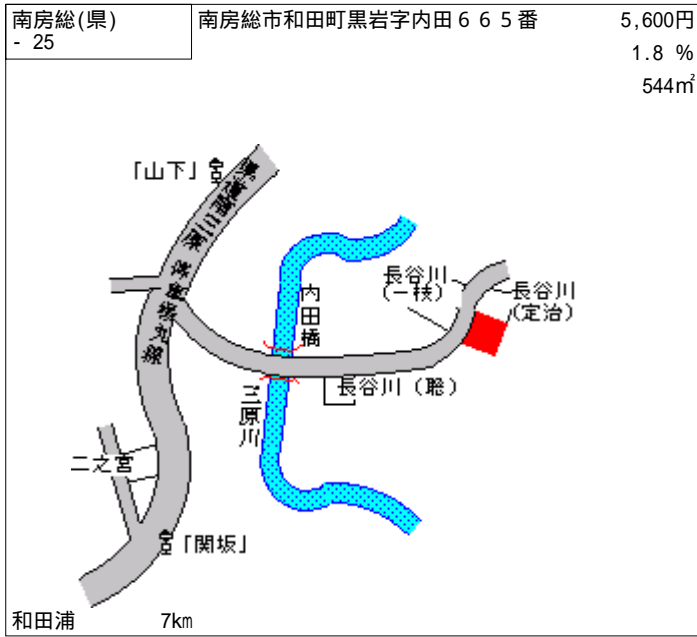 南房総(県)
- 25
南房総市和田町黒岩字内田６６５番
5,600円
1.8 %
544㎡
「山下」
内田橋
長谷川
(一枝)
長谷川
(定治)
長谷川（聡）
三原川
二之宮
「関坂」
和田浦
7km